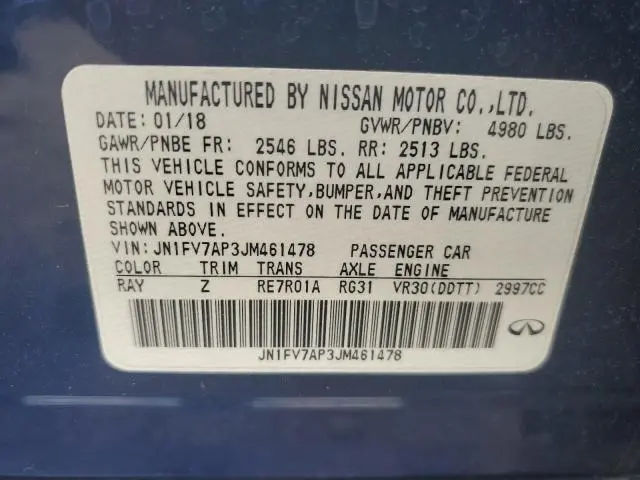 MANUFACTURED BY NISSAN MOTOR CO.,LTD.
DATE: 01/18 GVWR/PNBV: 4980 LBS.
GAWR/PNBE FR: 2546 LBS. RR: 2513 LBS.
THIS VEHICLE CONFORMS TO ALL APPLICABLE FEDERAL
MOTOR VEHICLE SAFETY,BUMPER,AND THEFT PREVENTION
STANDARDS IN EFFECT ON THE DATE OF MANUFACTURE
SHOWN ABOVE.
VIN: JN1FV7AP3JM461478 PASSENGER CAR
COLOR TRIM TRANS AXLE ENGINE
RAY Z RE7R01A RG31 VR30(DDTT) 2997CC
JN1FV7AP3JM461478